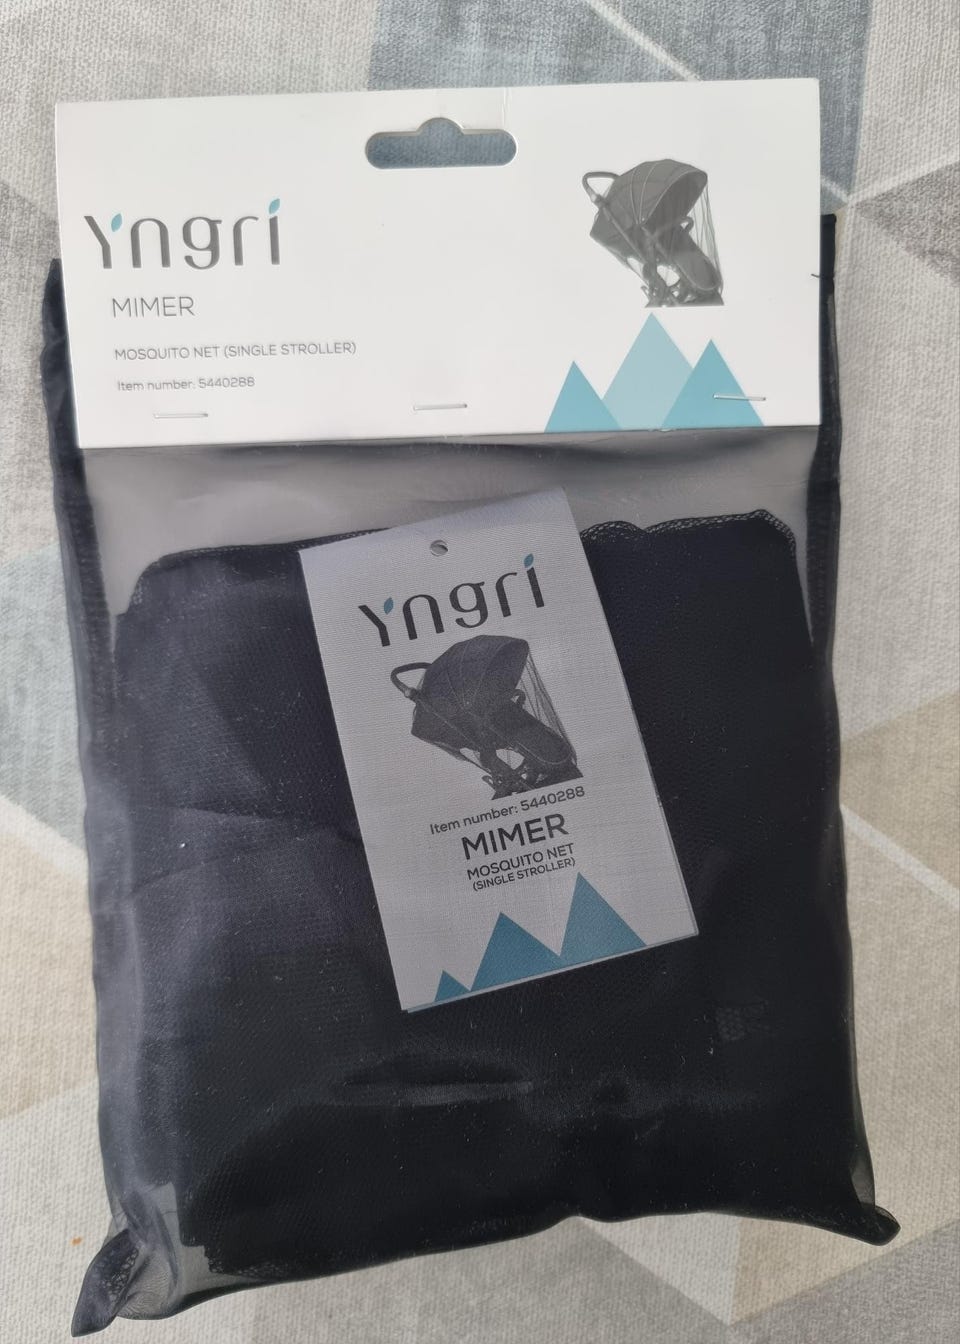 Yngri
MIMER
MOSQUITO NET (SINGLE STROLLER)
Item number: 5440288
Yngri
Item number: 5440288
MIMER
MOSQUITO NET
(SINGLE STROLLER)